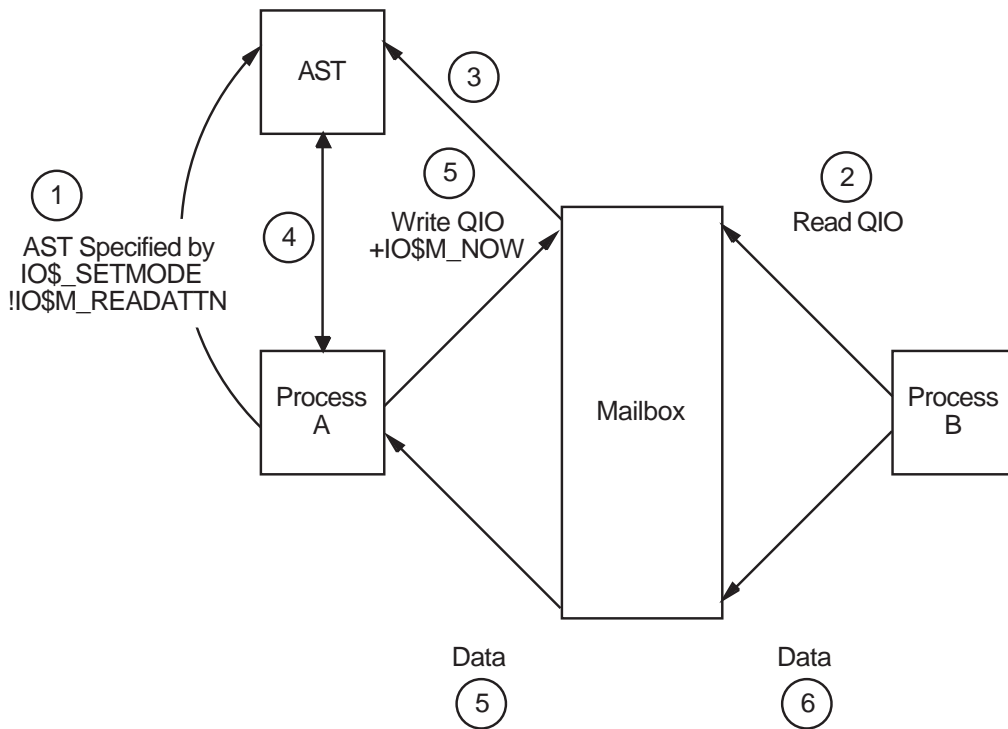 AST
3
1
5
2
Write QIO
+IO$M_NOW
Read QIO
4
AST Specified by
IO$_SETMODE
!IO$M_READATTN
Process
A
Mailbox
Process
B
Data
5
Data
6